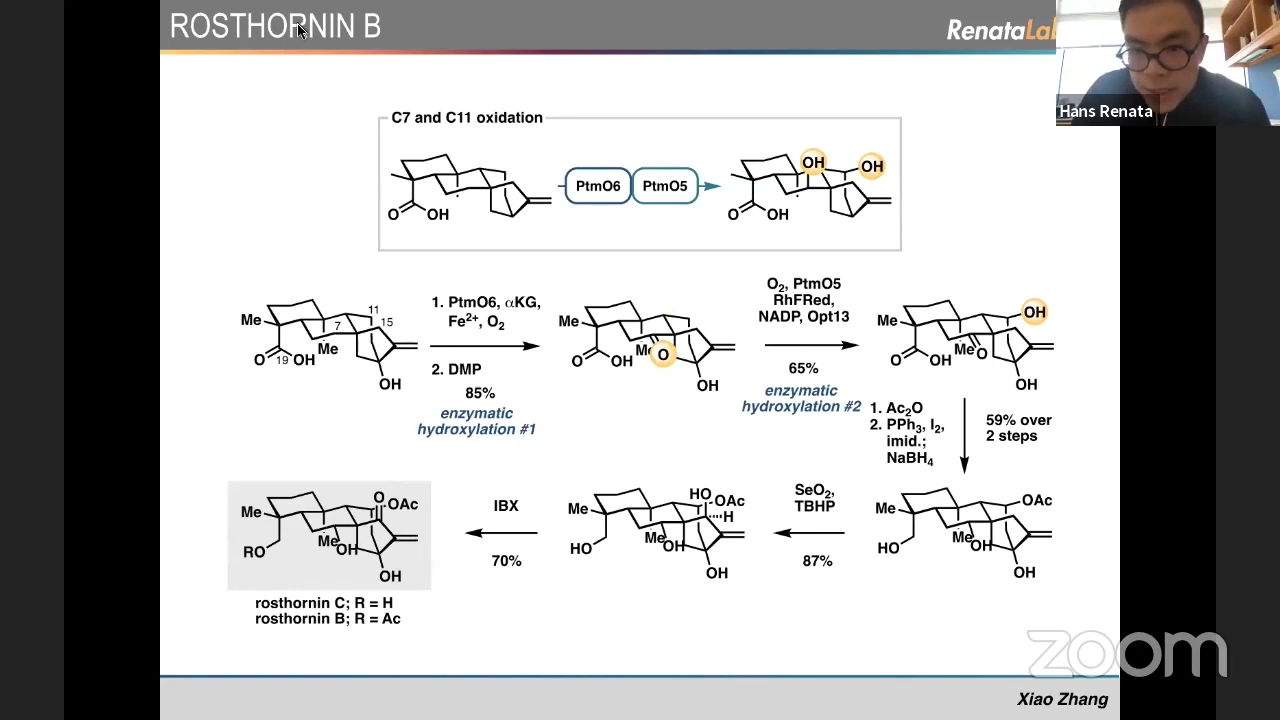 ROSTHORNIN B
RenataLab
Hans Renata
C7 and C11 oxidation
O
OH
PtmO6
PtmO5
OH
OH
O
OH
Me
7
11
15
Me
O
19
OH
OH
1. PtmO6, αKG,
Fe2+, O2
2. DMP
85%
enzymatic
hydroxylation #1
Me
O
OH
Me
O
OH
O2, PtmO5
RhFRed,
NADP, Opt13
65%
enzymatic
hydroxylation #2
Me
OH
O
OH
Me
O
OH
1. Ac2O
2. PPh3, I2,
imid.;
NaBH4
59% over
2 steps
Me
OAc
HO
Me
OH
OH
SeO2,
TBHP
87%
Me
HO
OAc
H
HO
Me
OH
OH
IBX
70%
Me
O
OAc
RO
Me
OH
OH
rosthornin C; R = H
rosthornin B; R = Ac
zoom
Xiao Zhang